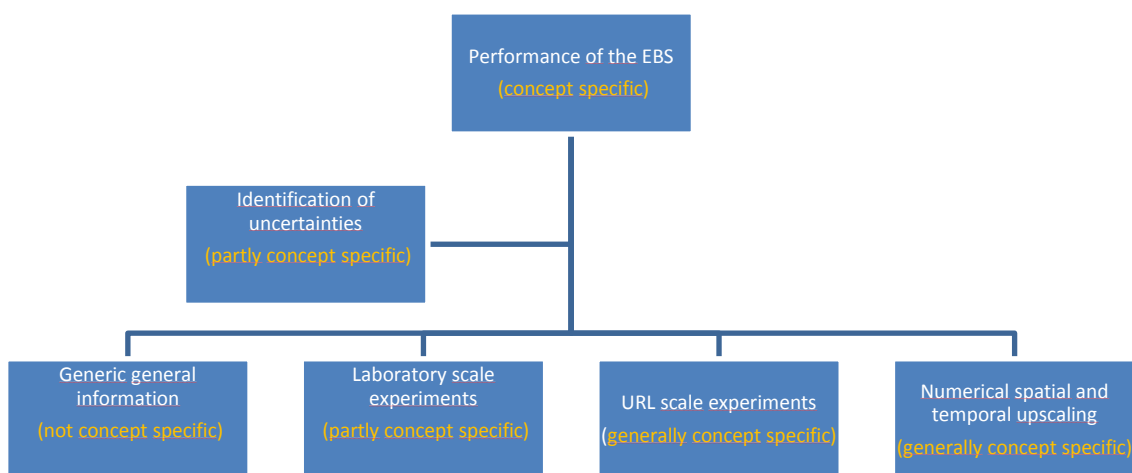 Performance of the EBS
(concept specific)
Identification of
uncertainties
(partly concept specific)
Generic general
information
(not concept specific)
Laboratory scale
experiments
(partly concept specific)
URL scale experiments
(generally concept specific)
Numerical spatial and
temporal upscaling
(generally concept specific)